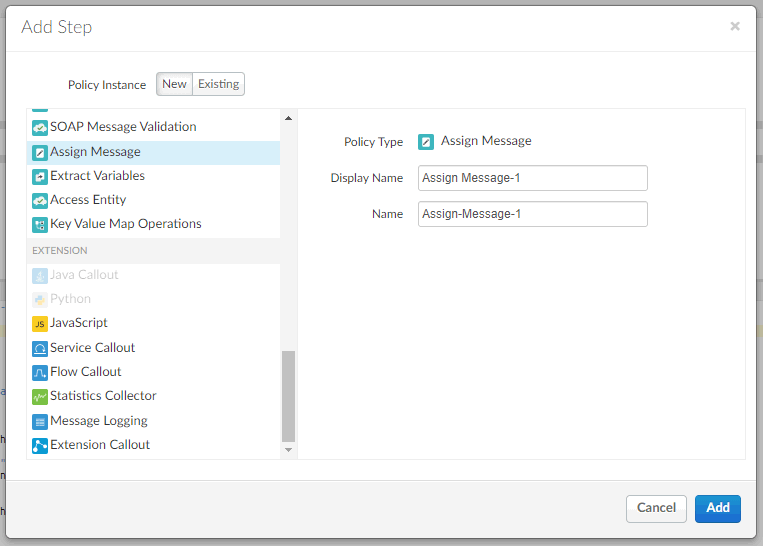 Add Step
×
Policy Instance New Existing
SOAP Message Validation
Assign Message
Extract Variables
Access Entity
Key Value Map Operations
EXTENSION
Java Callout
Python
JS JavaScript
Service Callout
Flow Callout
Statistics Collector
Message Logging
Extension Callout
Policy Type Assign Message
Display Name Assign Message-1
Name Assign-Message-1
Cancel Add